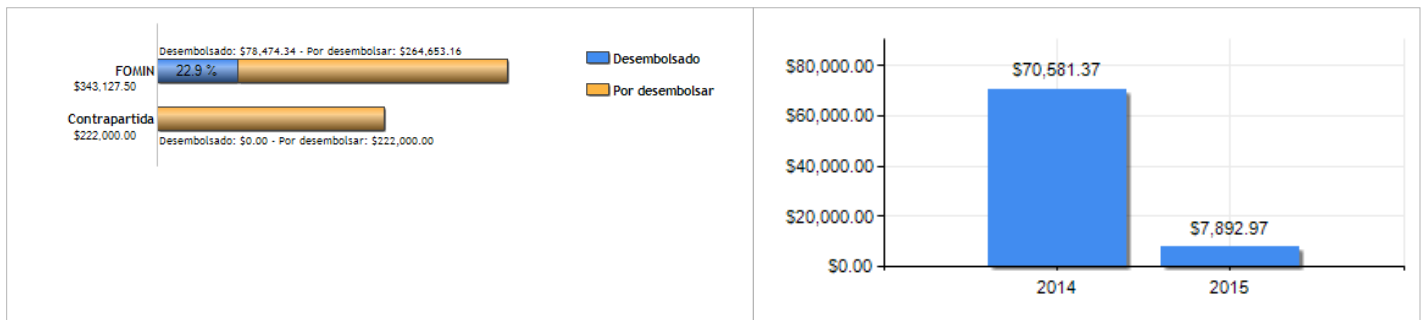 Desembolsado: $78,474.34 - Por desembolsar: $264,653.16
FOMIN
22.9 %
$343,127.50
Contrapartida
$222,000.00
Desembolsado: $0.00 - Por desembolsar: $222,000.00
Desembolsado
Por desembolsar
$80,000.00
$60,000.00
$40,000.00
$20,000.00
$0.00
$70,581.37
$7,892.97
2014
2015